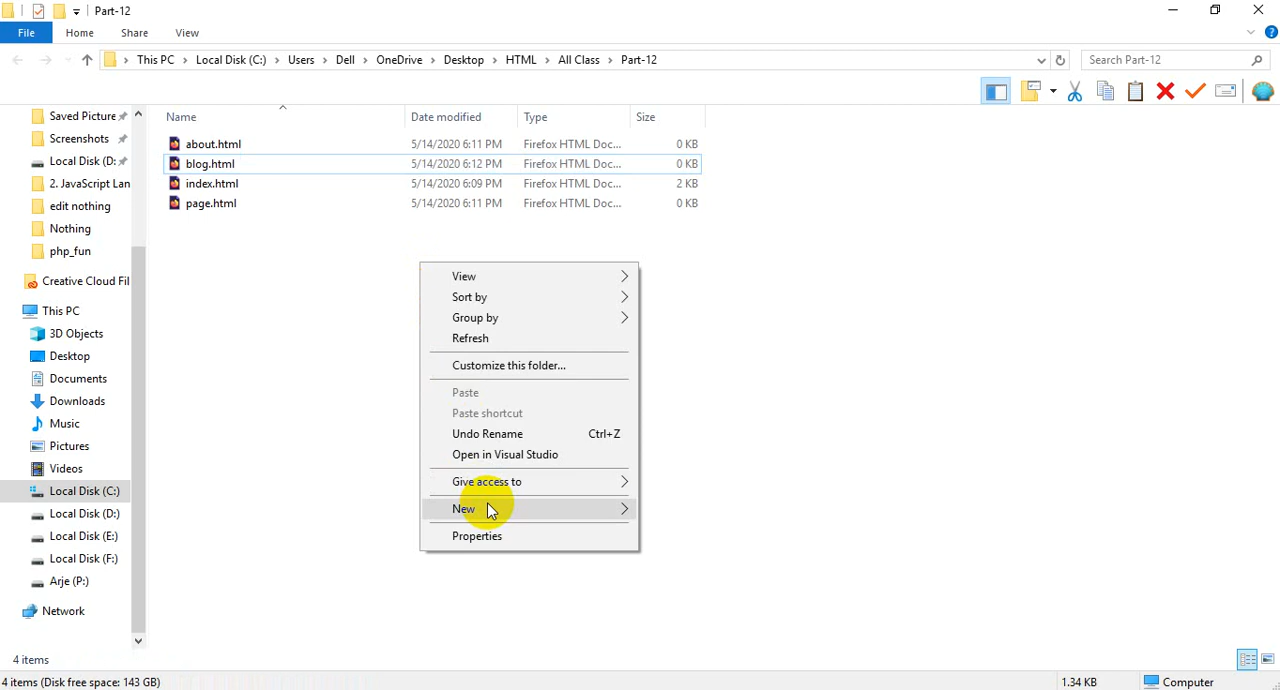 Part-12
File Home Share View
This PC Local Disk (C:) Users Dell OneDrive Desktop HTML All Class Part-12 Search Part-12
Name Date modified Type Size
about.html 5/14/2020 6:11 PM Firefox HTML Doc... 0 KB
blog.html 5/14/2020 6:12 PM Firefox HTML Doc... 0 KB
index.html 5/14/2020 6:09 PM Firefox HTML Doc... 2 KB
page.html 5/14/2020 6:11 PM Firefox HTML Doc... 0 KB
Saved Picture
Screenshots
Local Disk (D:
2. JavaScript Lan
edit nothing
Nothing
php_fun
Creative Cloud Fil
This PC
3D Objects
Desktop
Documents
Downloads
Music
Pictures
Videos
Local Disk (C:)
Local Disk (D:)
Local Disk (E:)
Local Disk (F:)
Arje (P:)
Network
View
Sort by
Group by
Refresh
Customize this folder...
Paste
Paste shortcut
Undo Rename Ctrl+Z
Open in Visual Studio
Give access to
New
Properties
4 items
4 items (Disk free space: 143 GB) 1.34 KB Computer